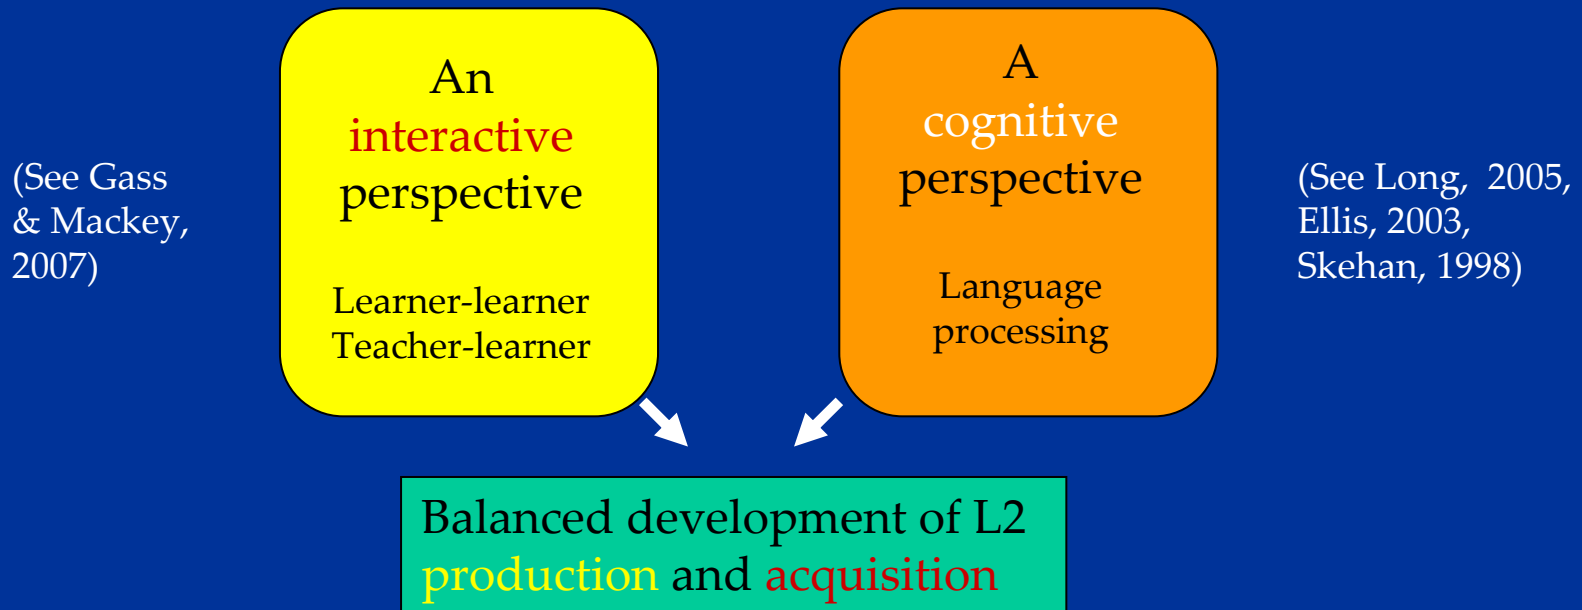 (See Gass
& Mackey,
2007)
An
interactive
perspective
Learner-learner
Teacher-learner
A
cognitive
perspective
Language
processing
(See Long,  2005,
Ellis, 2003,
Skehan, 1998)
Balanced development of L2
production and acquisition